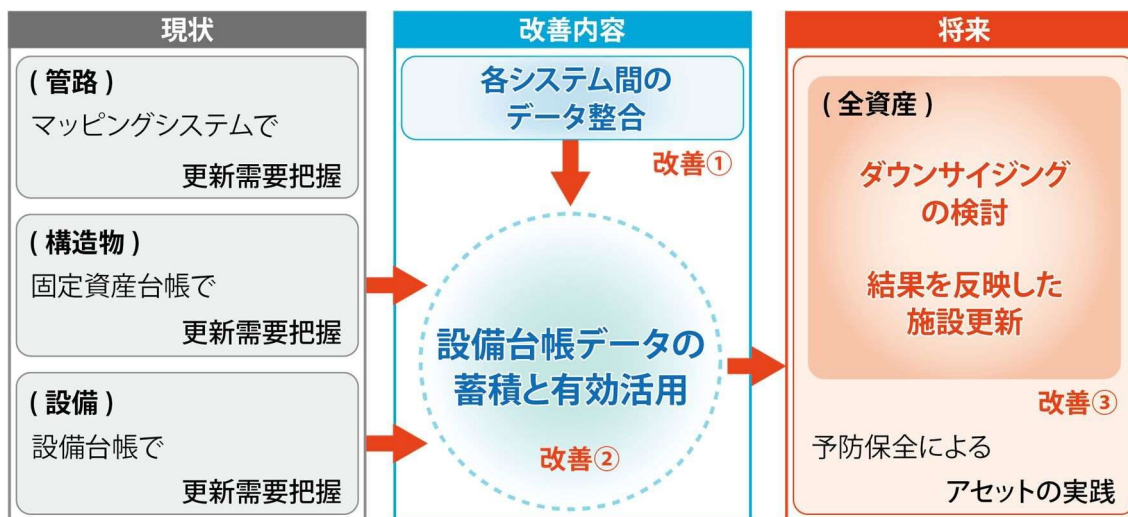 現状
(管路)
マッピングシステムで
更新需要把握
(構造物)
固定資産台帳で
更新需要把握
(設備)
設備台帳で
更新需要把握
改善内容
各システム間の
データ整合
改善①
設備台帳データの
蓄積と有効活用
改善②
将来
(全資産)
ダウンサイジング
の検討
結果を反映した
施設更新
改善③
予防保全による
アセットの実践